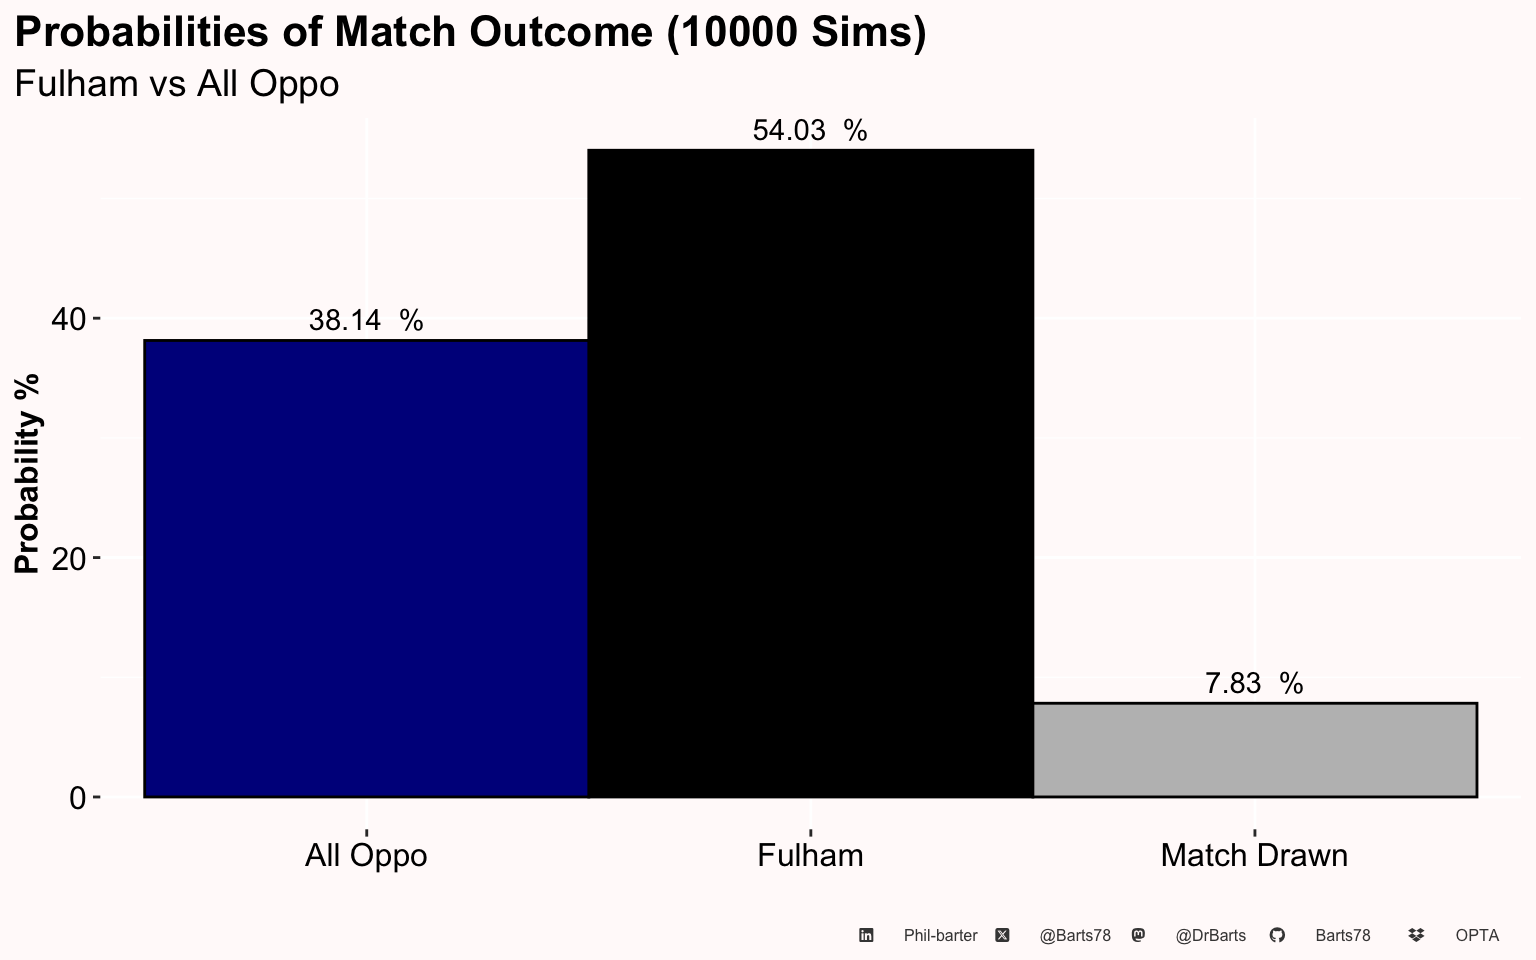 Probabilities of Match Outcome (10000 Sims)
Fulham vs All Oppo
54.03 %
38.14 %
7.83 %
Probability %
40
20
0
All Oppo
Fulham
Match Drawn
Phil-barter @Barts78 @DrBarts Barts78 OPTA